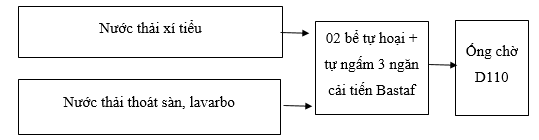 Nước thải xí tiểu
Nước thải thoát sàn, lavarbo
02 bể tự hoại +
tự ngấm 3 ngăn
cải tiến Bastaf
Ống chờ
D110